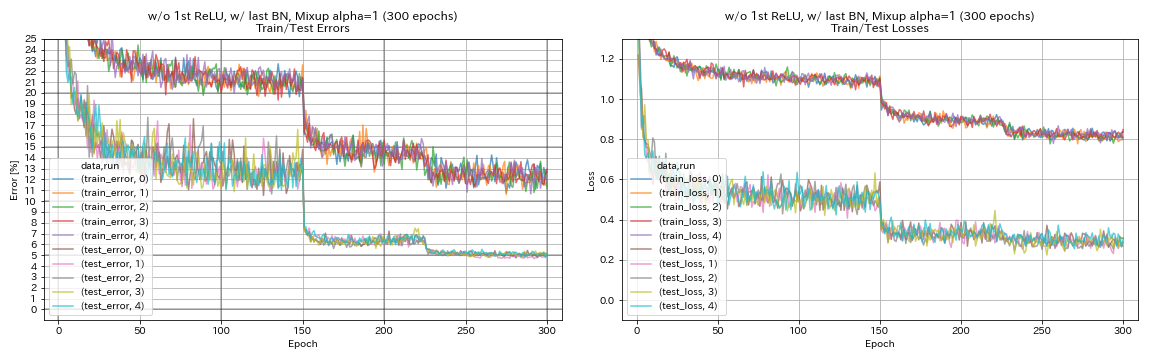 w/o 1st ReLU, w/ last BN, Mixup alpha=1 (300 epochs)
Train/Test Errors
25
24
23
22
21
20
19
18
17
16
15
14
13
12
11
10
9
8
7
6
5
4
3
2
1
0
Error [%]
data,run
(train_error, 0)
(train_error, 1)
(train_error, 2)
(train_error, 3)
(train_error, 4)
(test_error, 0)
(test_error, 1)
(test_error, 2)
(test_error, 3)
(test_error, 4)
0 50 100 150 200 250 300
Epoch
w/o 1st ReLU, w/ last BN, Mixup alpha=1 (300 epochs)
Train/Test Losses
1.2
1.0
0.8
0.6
0.4
0.2
0.0
Loss
data,run
(train_loss, 0)
(train_loss, 1)
(train_loss, 2)
(train_loss, 3)
(train_loss, 4)
(test_loss, 0)
(test_loss, 1)
(test_loss, 2)
(test_loss, 3)
(test_loss, 4)
0 50 100 150 200 250 300
Epoch